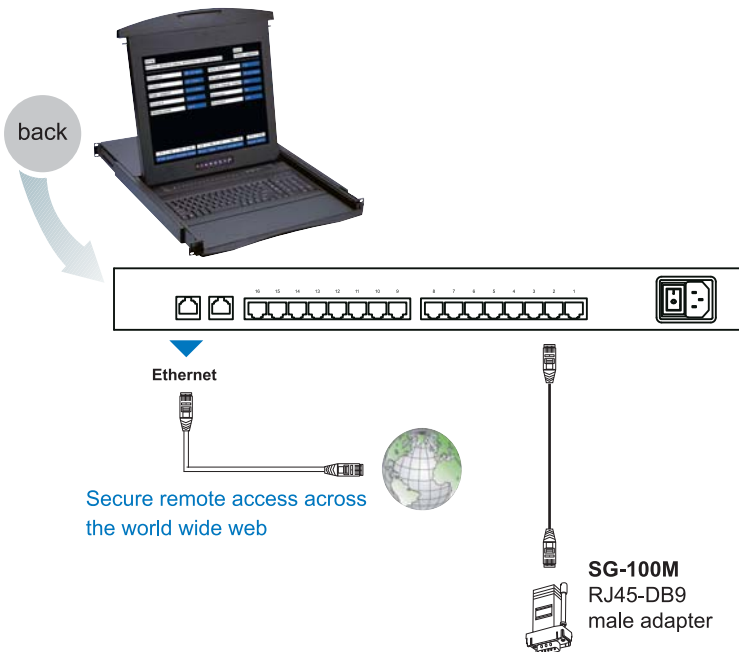 back
16 15 14 13 12 11 10 9 8 7 6 5 4 3 2 1
Ethernet
Secure remote access across
the world wide web
SG-100M
RJ45-DB9
male adapter